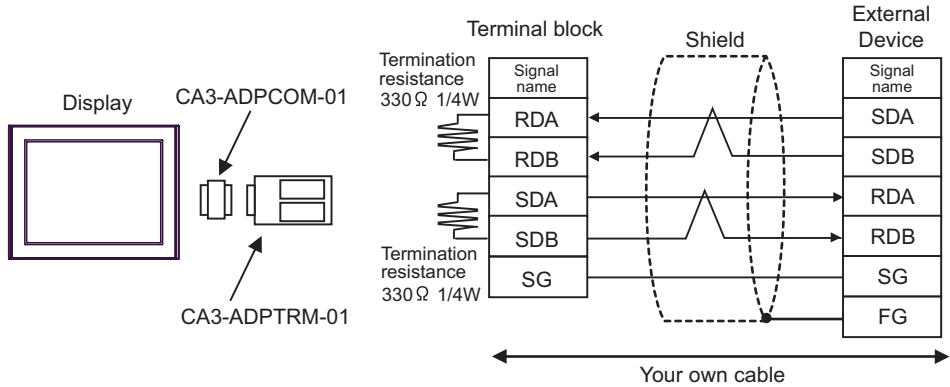 Display
CA3-ADPCOM-01
CA3-ADPTRM-01
Terminal block
Termination
resistance
330Ω 1/4W
Termination
resistance
330Ω 1/4W
Signal
name
RDA
RDB
SDA
SDB
SG
Shield
External
Device
Signal
name
SDA
SDB
RDA
RDB
SG
FG
Your own cable